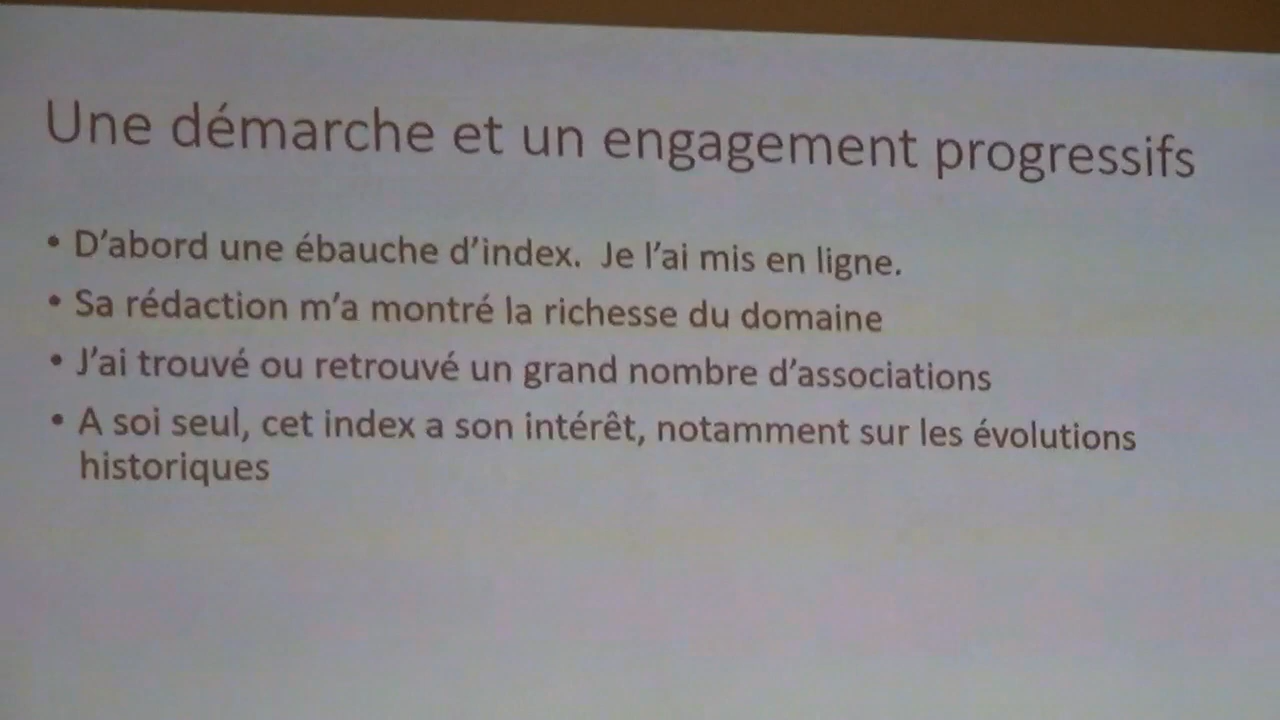 Une démarche et un engagement progressifs
• D’abord une ébauche d’index.  Je l’ai mis en ligne.
• Sa rédaction m’a montré la richesse du domaine
• J’ai trouvé ou retrouvé un grand nombre d’associations
• A soi seul, cet index a son intérêt, notamment sur les évolutions
historiques